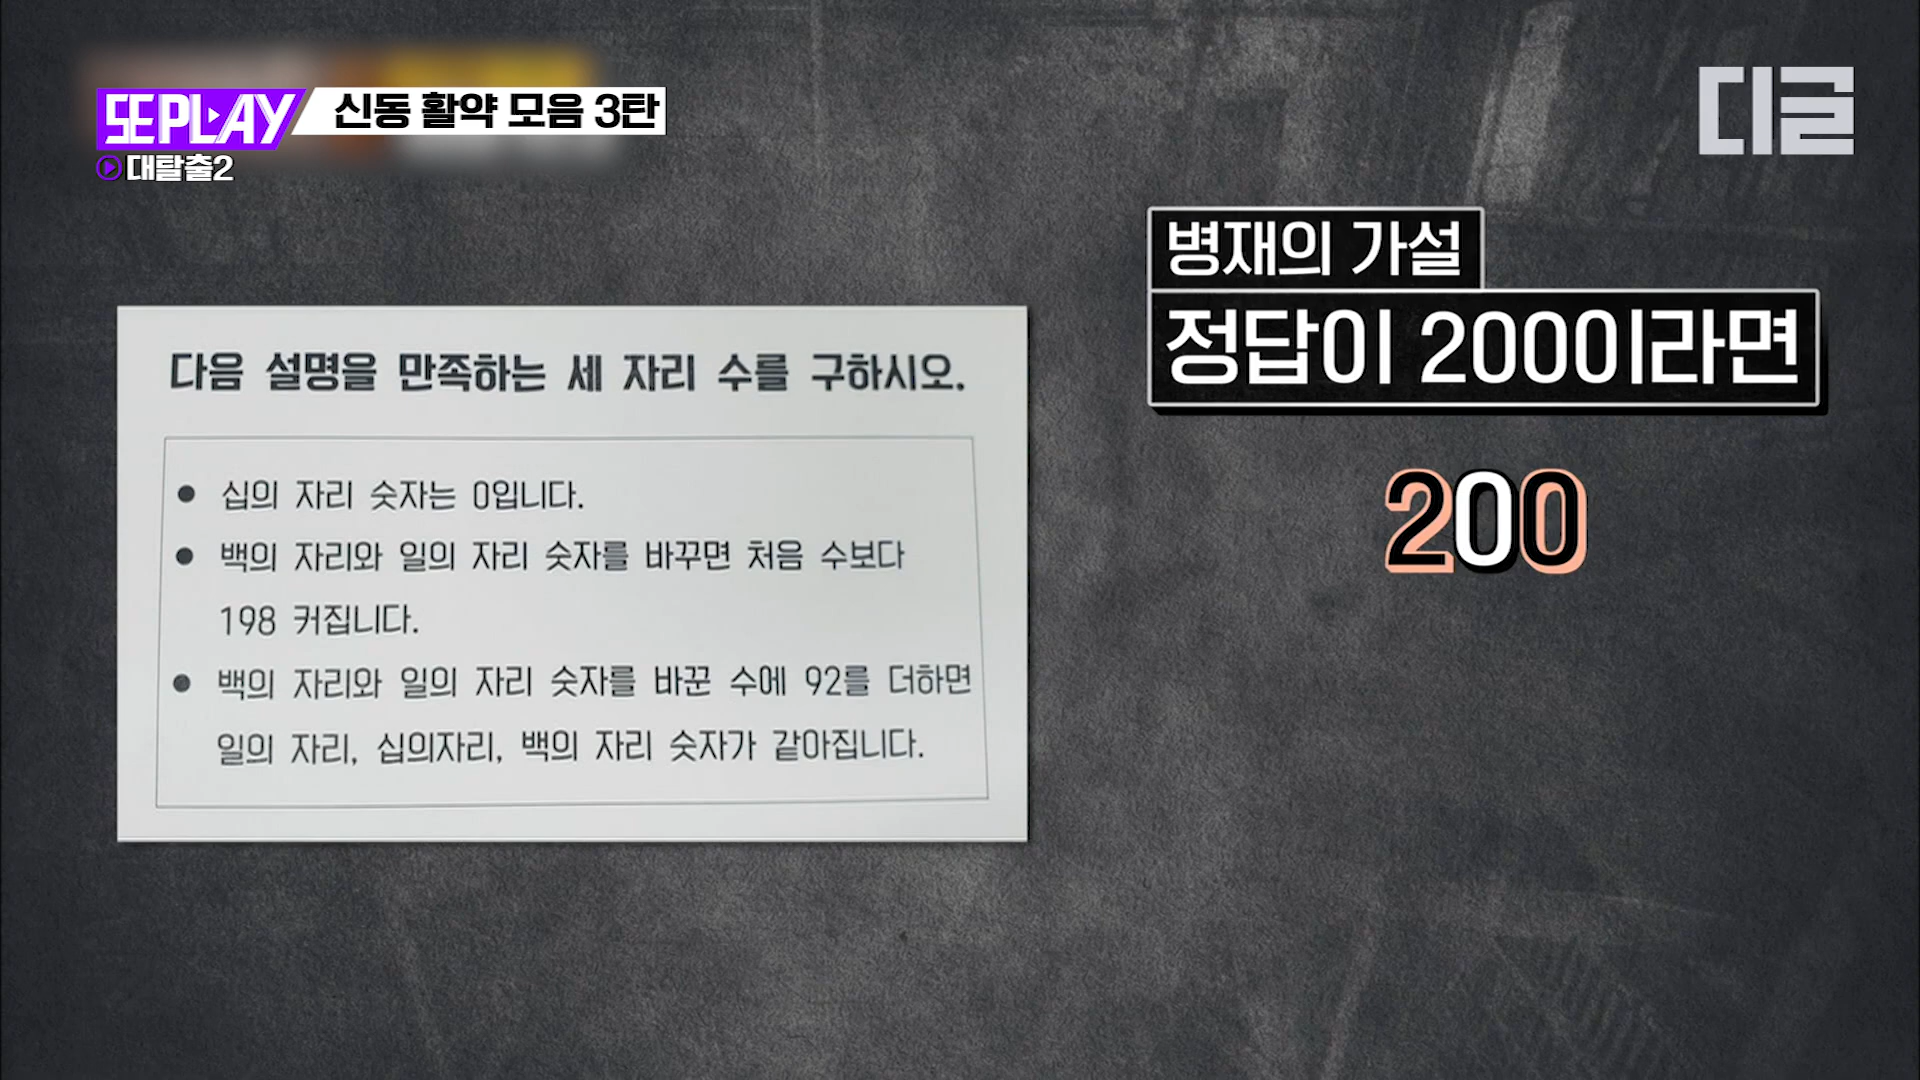 또PLAY 신동 활약 모음 3탄
대탈출2
디글
병재의 가설
정답이 200이라면
200
다음 설명을 만족하는 세 자리 수를 구하시오.
● 십의 자리 숫자는 0입니다.
● 백의 자리와 일의 자리 숫자를 바꾸면 처음 수보다
198 커집니다.
● 백의 자리와 일의 자리 숫자를 바꾼 수에 92를 더하면
일의 자리, 십의자리, 백의 자리 숫자가 같아집니다.